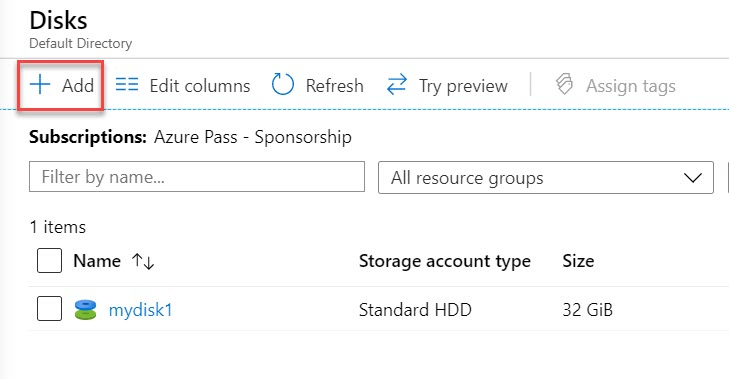 Disks
Default Directory
Add Edit columns Refresh Try preview Assign tags
Subscriptions: Azure Pass - Sponsorship
Filter by name... All resource groups
1 items
Name Storage account type Size
mydisk1 Standard HDD 32 GiB